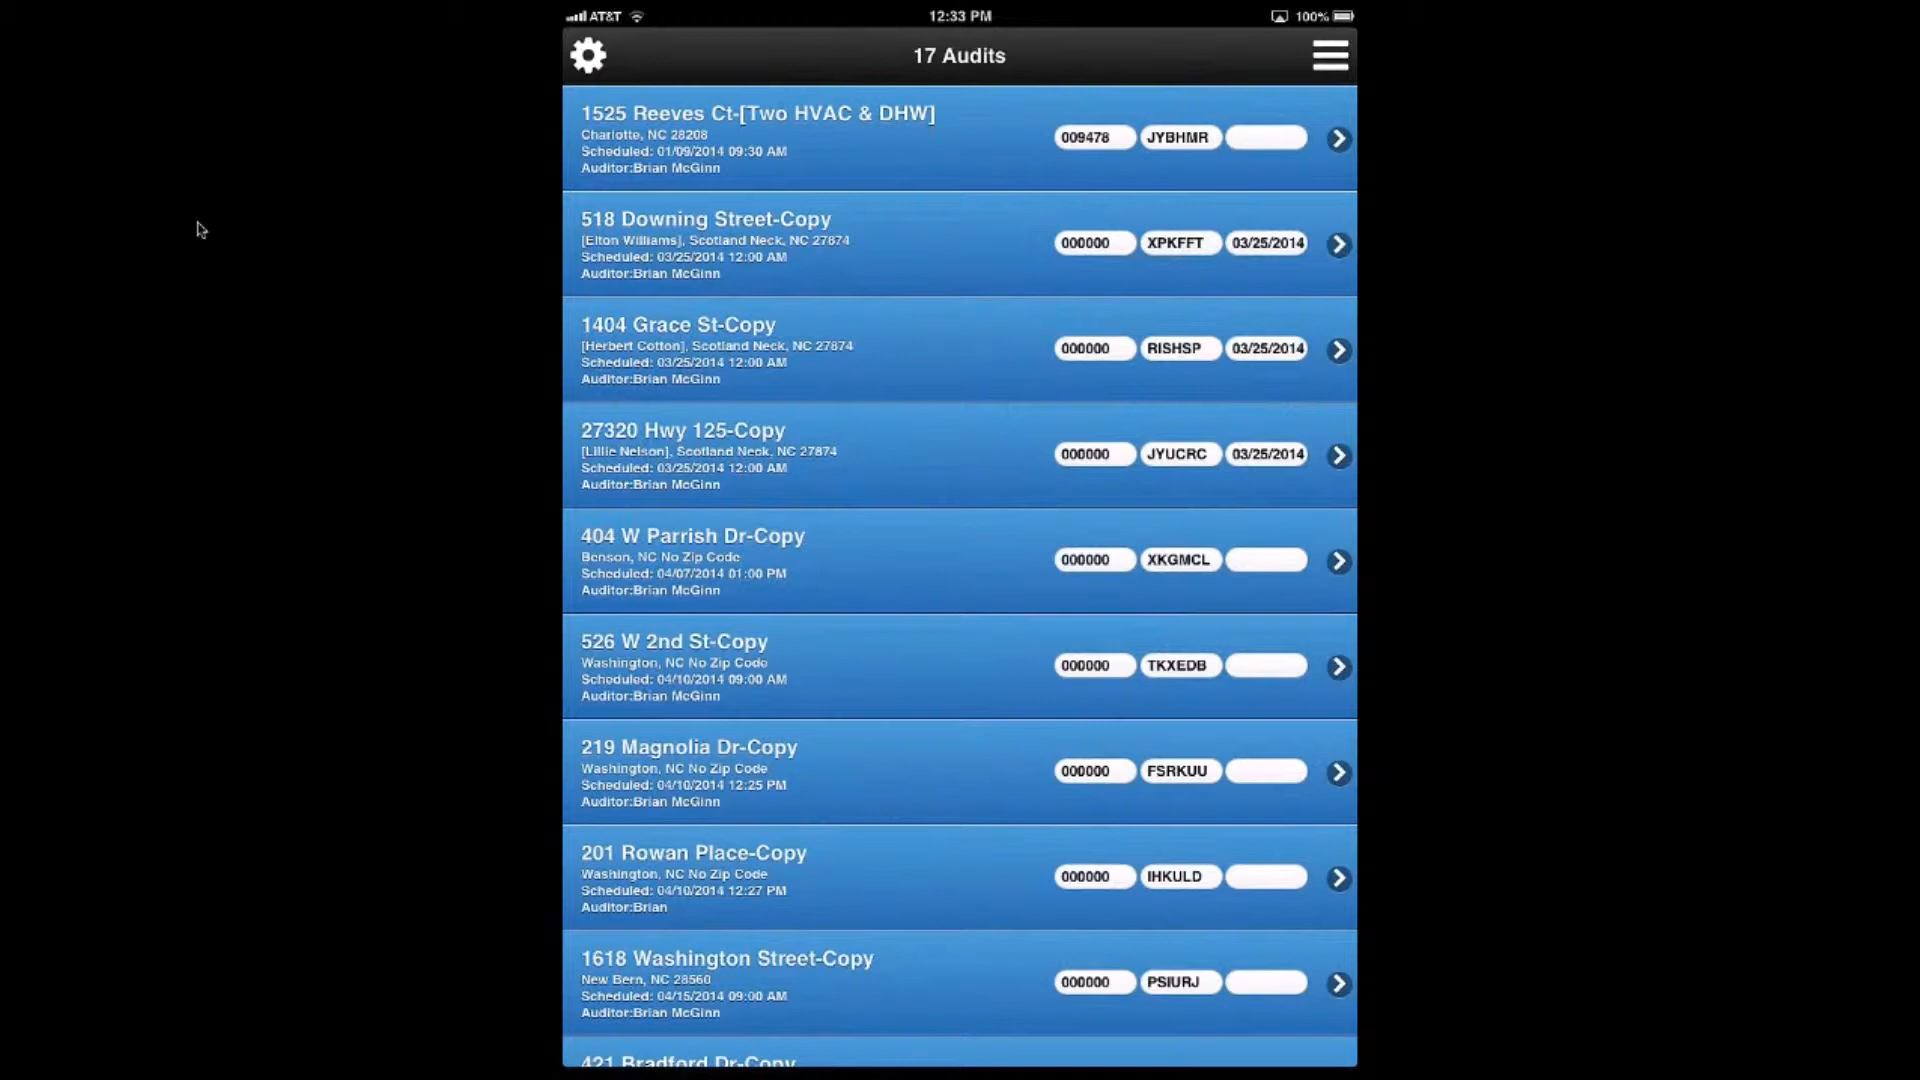 AT&T 12:33 PM 100%
17 Audits
1525 Reeves Ct-[Two HVAC & DHW]
Charlotte, NC 28208
Scheduled: 01/09/2014 09:30 AM
Auditor:Brian McGinn
009478 JYBHMR
518 Downing Street-Copy
[Elton Williams], Scotland Neck, NC 27874
Scheduled: 03/25/2014 12:00 AM
Auditor:Brian McGinn
000000 XPKFFT 03/25/2014
1404 Grace St-Copy
[Herbert Cotton], Scotland Neck, NC 27874
Scheduled: 03/25/2014 12:00 AM
Auditor:Brian McGinn
000000 RISHSP 03/25/2014
27320 Hwy 125-Copy
[Lillie Nelson], Scotland Neck, NC 27874
Scheduled: 03/25/2014 12:00 AM
Auditor:Brian McGinn
000000 JYUCRC 03/25/2014
404 W Parrish Dr-Copy
Benson, NC No Zip Code
Scheduled: 04/07/2014 01:00 PM
Auditor:Brian McGinn
000000 XKGMCL
526 W 2nd St-Copy
Washington, NC No Zip Code
Scheduled: 04/10/2014 09:00 AM
Auditor:Brian McGinn
000000 TKXEDB
219 Magnolia Dr-Copy
Washington, NC No Zip Code
Scheduled: 04/10/2014 12:25 PM
Auditor:Brian McGinn
000000 FSRKUU
201 Rowan Place-Copy
Washington, NC No Zip Code
Scheduled: 04/10/2014 12:27 PM
Auditor:Brian
000000 IHKULD
1618 Washington Street-Copy
New Bern, NC 28560
Scheduled: 04/15/2014 09:00 AM
Auditor:Brian McGinn
000000 PSIURJ
421 Bradford Dr-Copy